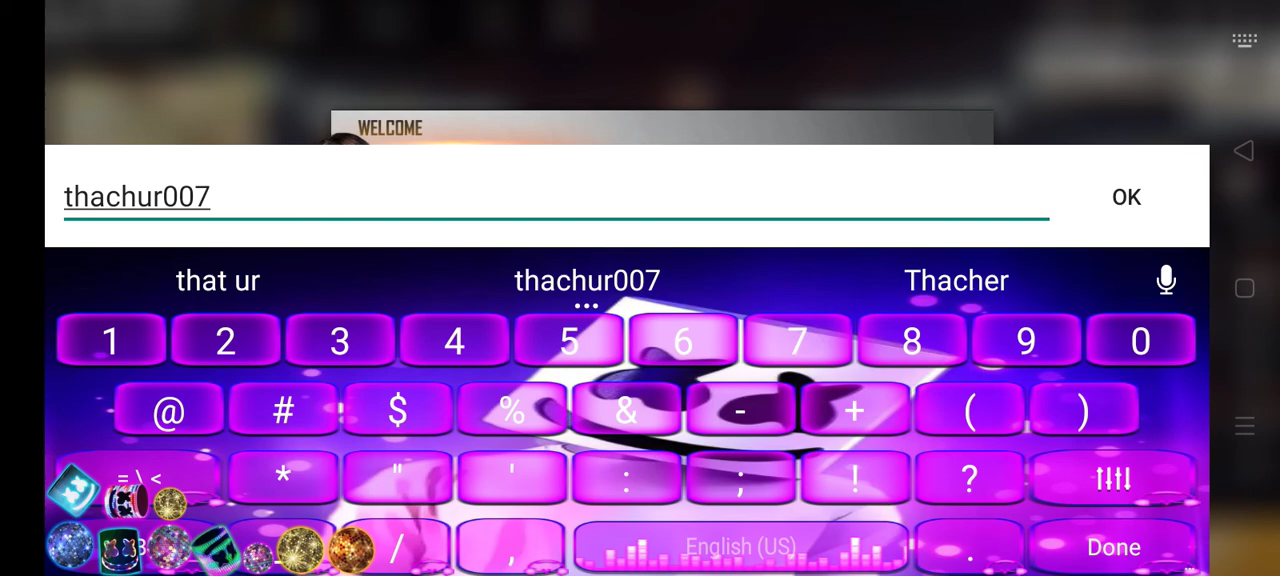 WELCOME
thachur007
OK
that ur thachur007 Thacher
1 2 3 4 5 6 7 8 9 0
@ # $ % & - + ( )
= \ < * " ' : ; ! ?
/ , English (US) . Done